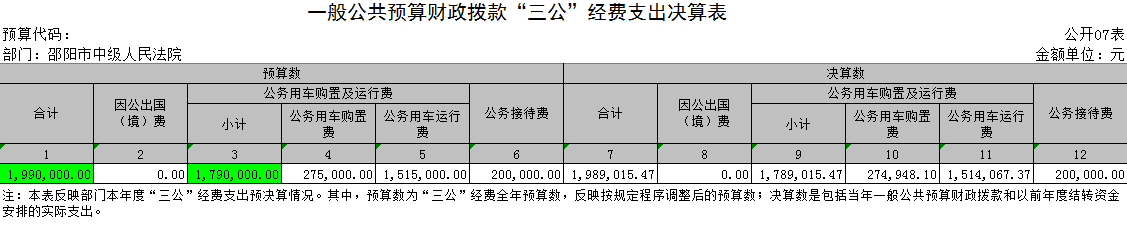 一般公共预算财政拨款“三公”经费支出决算表
预算代码：
公开07表
部门：邵阳市中级人民法院
金额单位：元
预算数 决算数
合计 因公出国（境）费 公务用车购置及运行费 公务接待费 合计 因公出国（境）费 公务用车购置及运行费 公务接待费
小计 公务用车购置费 公务用车运行费 小计 公务用车购置费 公务用车运行费
1 2 3 4 5 6 7 8 9 10 11 12
1,990,000.00 0.00 1,790,000.00 275,000.00 1,515,000.00 200,000.00 1,989,015.47 0.00 1,789,015.47 274,948.10 1,514,067.37 200,000.00
注：本表反映部门本年度“三公”经费支出预决算情况。其中，预算数为“三公”经费全年预算数，反映按规定程序调整后的预算数；决算数是包括当年一般公共预算财政拨款和以前年度结转资金
安排的实际支出。